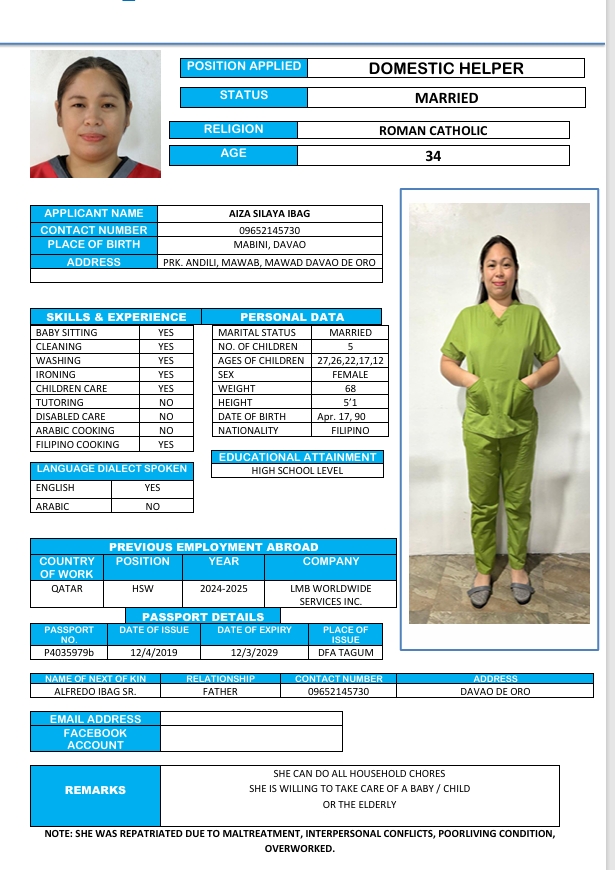 POSITION APPLIED DOMESTIC HELPER
STATUS MARRIED
RELIGION ROMAN CATHOLIC
AGE 34
APPLICANT NAME AIZA SILAYA IBAG
CONTACT NUMBER 09652145730
PLACE OF BIRTH MABINI, DAVAO
ADDRESS PRK. ANDILI, MAWAB, MAWAD DAVAO DE ORO
SKILLS & EXPERIENCE
BABY SITTING YES
CLEANING YES
WASHING YES
IRONING YES
CHILDREN CARE YES
TUTORING NO
DISABLED CARE NO
ARABIC COOKING NO
FILIPINO COOKING YES
PERSONAL DATA
MARITAL STATUS MARRIED
NO. OF CHILDREN 5
AGES OF CHILDREN 27,26,22,17,12
SEX FEMALE
WEIGHT 68
HEIGHT 5'1
DATE OF BIRTH Apr. 17, 90
NATIONALITY FILIPINO
LANGUAGE DIALECT SPOKEN
ENGLISH YES
ARABIC NO
EDUCATIONAL ATTAINMENT
HIGH SCHOOL LEVEL
PREVIOUS EMPLOYMENT ABROAD
COUNTRY OF WORK POSITION YEAR COMPANY
QATAR HSW 2024-2025 LMB WORLDWIDE SERVICES INC.
PASSPORT DETAILS
PASSPORT NO. DATE OF ISSUE DATE OF EXPIRY PLACE OF ISSUE
P4035979b 12/4/2019 12/3/2029 DFA TAGUM
NAME OF NEXT OF KIN RELATIONSHIP CONTACT NUMBER ADDRESS
ALFREDO IBAG SR. FATHER 09652145730 DAVAO DE ORO
EMAIL ADDRESS
FACEBOOK ACCOUNT
REMARKS
SHE CAN DO ALL HOUSEHOLD CHORES
SHE IS WILLING TO TAKE CARE OF A BABY / CHILD
OR THE ELDERLY
NOTE: SHE WAS REPATRIATED DUE TO MALTREATMENT, INTERPERSONAL CONFLICTS, POORLIVING CONDITION,
OVERWORKED.